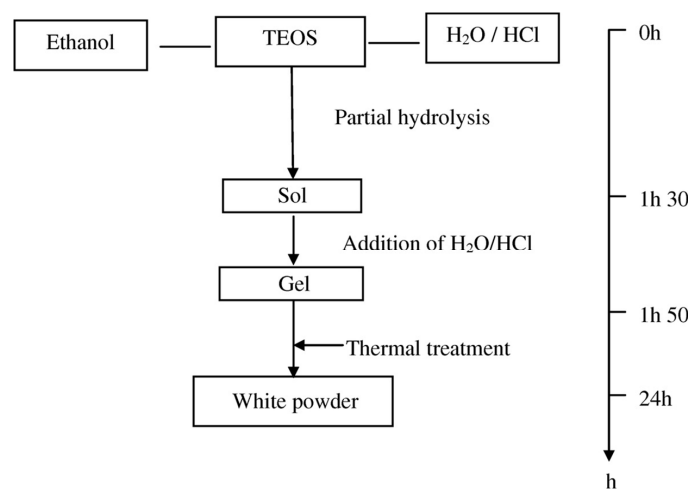 Ethanol
TEOS
H₂O / HCl
0h
Partial hydrolysis
Sol
1h 30
Addition of H₂O/HCl
Gel
1h 50
Thermal treatment
White powder
24h
h